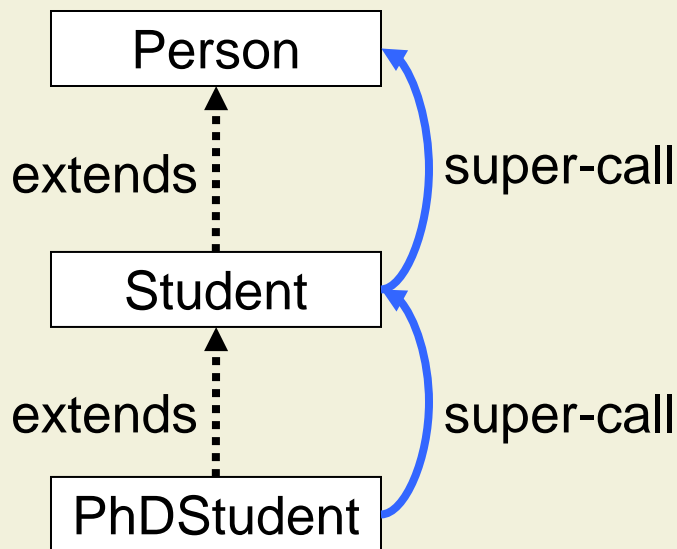 Person
extends
super-call
Student
extends
super-call
PhDStudent